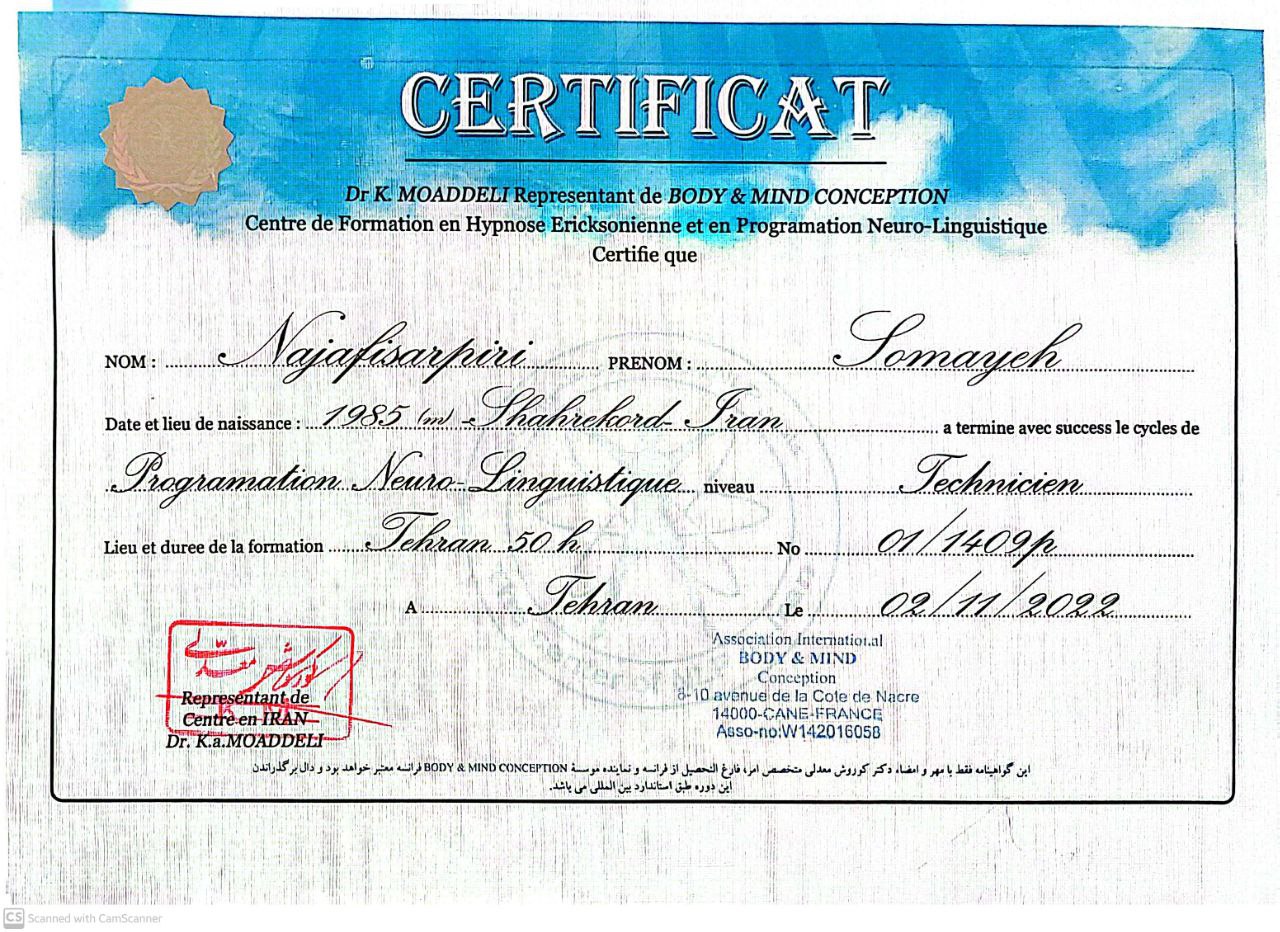 CERTIFICAT
Dr K. MOADDELI Representant de BODY & MIND CONCEPTION
Centre de Formation en Hypnose Ericksonienne et en Programation Neuro-Linguistique
Certifie que
NOM : Najafisarpiri PRENOM : Somayeh
Date et lieu de naissance : 1985 (m) - Shahrekord - Iran a termine avec success le cycles de
Programation Neuro-Linguistique niveau Technicien
Lieu et duree de la formation Tehran 50 h No 01/1409p
A Tehran Le 02/11/2022
Association International
BODY & MIND
Conception
8-10 avenue de la Cote de Nacre
14000-CANE-FRANCE
Asso-no:W142016058
کوروش معدلی
Representant de
Centre en IRAN
Dr. K.a.MOADDELI
این گواهینامه فقط با مهر و امضاء دکتر کوروش معدلی متخصص امر، فارغ التحصیل از فرانسه و نماینده موسسۀ BODY & MIND CONCEPTION فرانسه معتبر خواهد بود و دال بر گذراندن
این دوره طبق استاندارد بین المللی می باشد.
CS Scanned with CamScanner